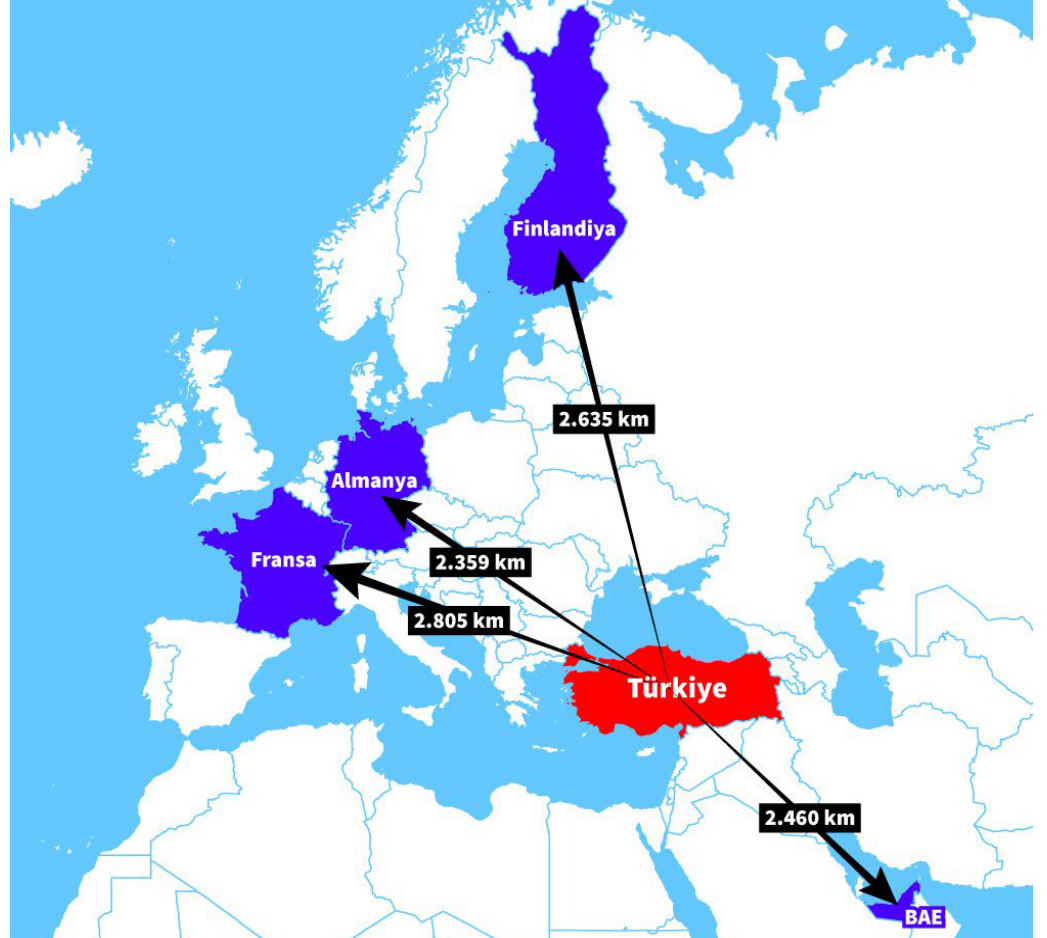 Finlandiya
2.635 km
Almanya
Fransa
2.359 km
2.805 km
Türkiye
2.460 km
BAE